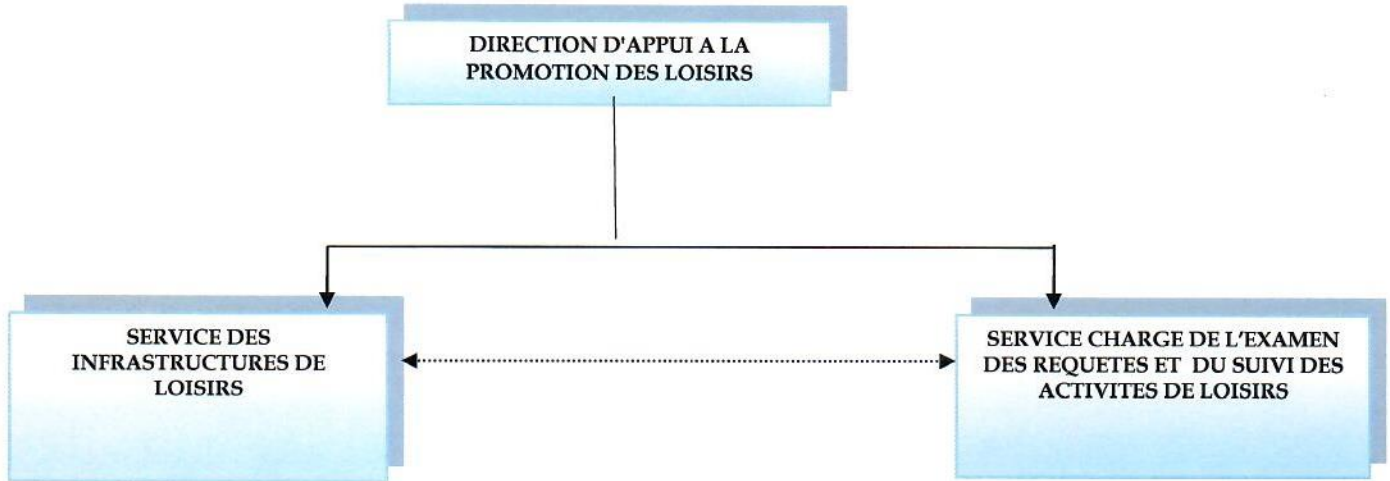 DIRECTION D'APPUI A LA
PROMOTION DES LOISIRS
SERVICE DES
INFRASTRUCTURES DE
LOISIRS
SERVICE CHARGE DE L'EXAMEN
DES REQUETES ET DU SUIVI DES
ACTIVITES DE LOISIRS